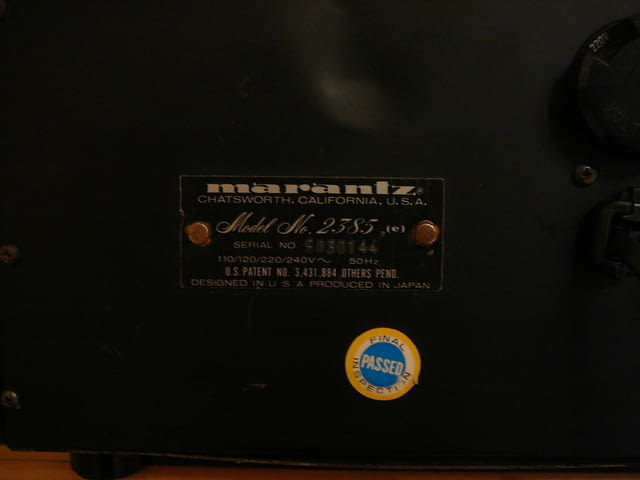 220V
marantz®
CHATSWORTH, CALIFORNIA, U.S.A.
Model No. 2385 (c)
SERIAL NO
110/120/220/240V~ 50Hz
U.S. PATENT NO. 3,431,884 OTHERS PEND.
DESIGNED IN U S A PRODUCED IN JAPAN
FINAL
PASSED
INSPECTION